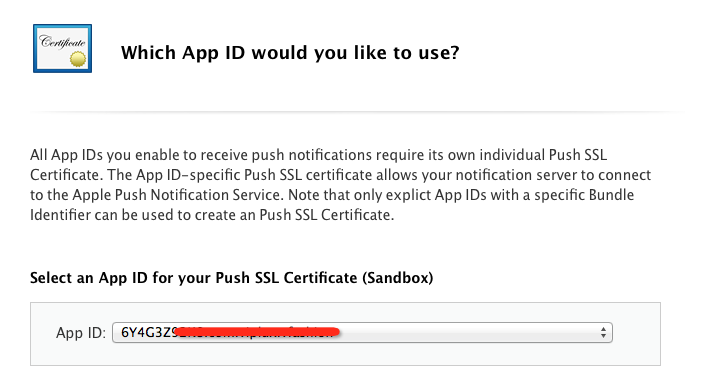 Certificate
Which App ID would you like to use?
All App IDs you enable to receive push notifications require its own individual Push SSL
Certificate. The App ID-specific Push SSL certificate allows your notification server to connect
to the Apple Push Notification Service. Note that only explict App IDs with a specific Bundle
Identifier can be used to create an Push SSL Certificate.
Select an App ID for your Push SSL Certificate (Sandbox)
App ID: